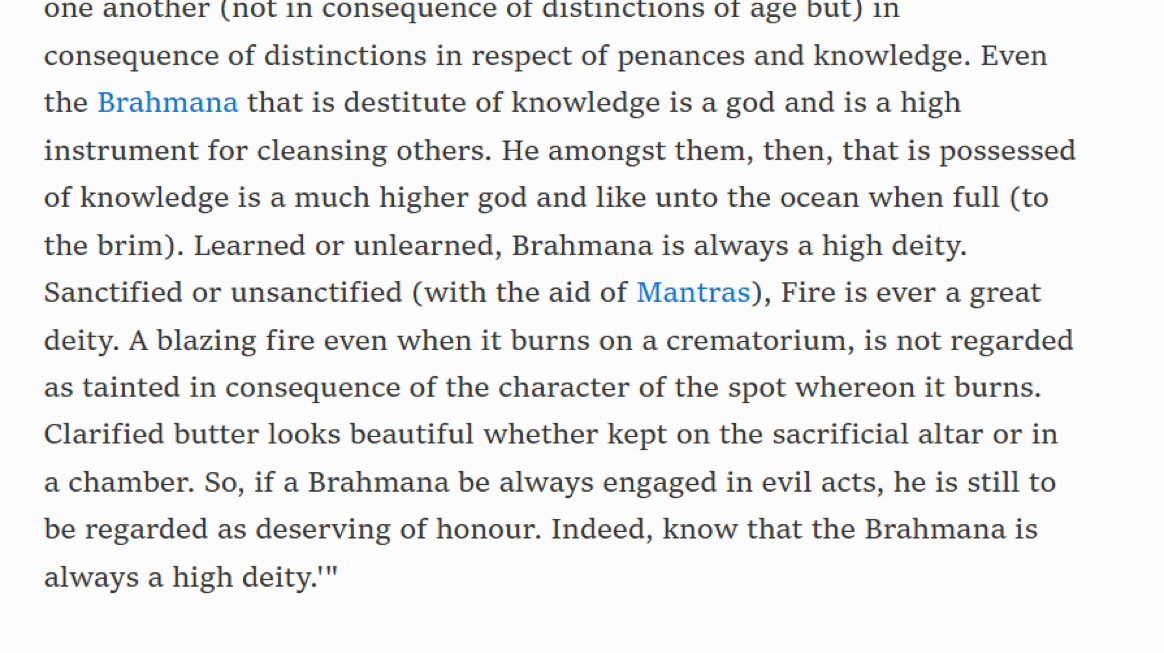 one another (not in consequence of distinctions of age but) in
consequence of distinctions in respect of penances and knowledge. Even
the Brahmana that is destitute of knowledge is a god and is a high
instrument for cleansing others. He amongst them, then, that is possessed
of knowledge is a much higher god and like unto the ocean when full (to
the brim). Learned or unlearned, Brahmana is always a high deity.
Sanctified or unsanctified (with the aid of Mantras), Fire is ever a great
deity. A blazing fire even when it burns on a crematorium, is not regarded
as tainted in consequence of the character of the spot whereon it burns.
Clarified butter looks beautiful whether kept on the sacrificial altar or in
a chamber. So, if a Brahmana be always engaged in evil acts, he is still to
be regarded as deserving of honour. Indeed, know that the Brahmana is
always a high deity.'"